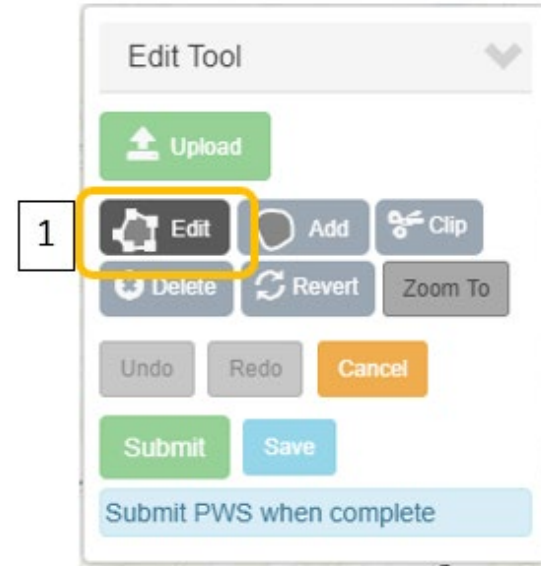 Edit Tool
Upload
1 Edit Add Clip
Delete Revert Zoom To
Undo Redo Cancel
Submit Save
Submit PWS when complete